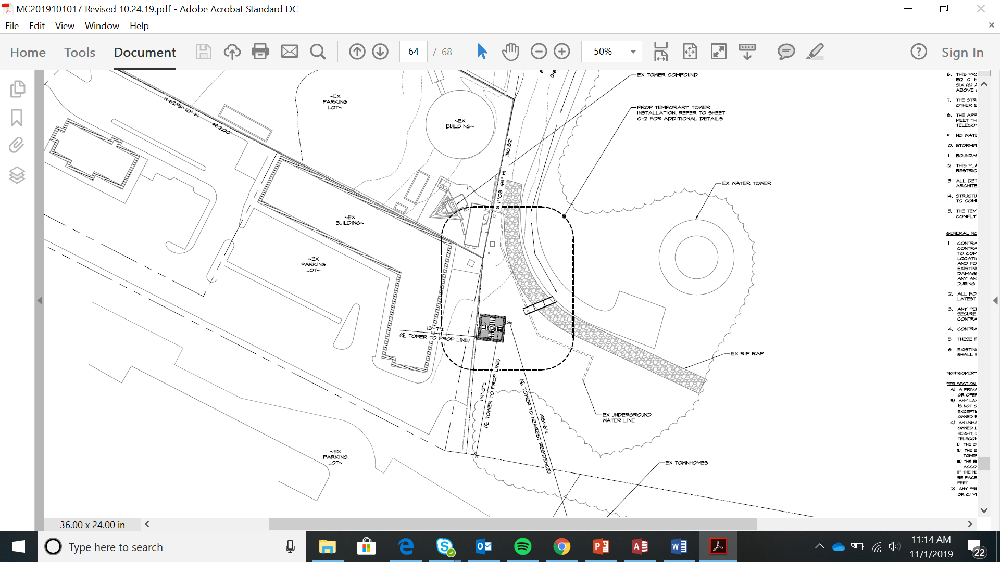 MC2019101017 Revised 10.24.19.pdf - Adobe Acrobat Standard DC
File Edit View Window Help
Home Tools Document 64 / 68 50% Sign In
EX TOWER COMPOUND
~EX
PARKING
LOT~
N 62°51'10" W
462.00'
~EX
BUILDING~
PROP TEMPORARY TOWER
INSTALLATION, REFER TO SHEET
C-2 FOR ADDITIONAL DETAILS
150.82'
S 11°03' 48" W
EX WATER TOWER
~EX
BUILDING~
~EX
PARKING
LOT~
13'-7"±
(℄ TOWER TO PROP LINE)
EX RIP RAP
119'-2"±
(℄ TOWER TO PROP LINE)
198'-6"±
(℄ TOWER TO NEAREST RESIDENCE)
EX UNDERGROUND
WATER LINE
~EX
PARKING
LOT~
EX TOWNHOMES
6. THIS PRO
152'-0"
SIX (6) A
ABOVE
7. THE STR
OTHER S
8. THE APP
MEET TH
TELECOM
9. NO WATE
10. STORMW
11. BOUNDA
12. THIS PLA
RESTRIC
13. ALL DET
ARCHITE
14. STRUCTU
TO COM
15. THE TEM
COMPLY
GENERAL NO
1. CONTRA
CONTRA
TO COM
LOCATIO
AND FO
EXISTING
DAMAGE
ANY AN
DURING
2. ALL WO
LATEST
3. ANY PER
SECURE
CONTRA
4. CONTRA
5. THESE P
6. EXISTING
SHALL B
MONTGOMERY
PER SECTION
A) A PRIVA
OR OPER
B) ANY LAN
IS NOT O
EXCEPTIO
OWNED B
C) AN UNMA
OWNED L
HEIGHT, E
TELECOM
I) THE O
II) THE B
TOWER
III) THE BU
ACCO
IF THE NE
BE FACE
FEET.
D) ANY PRI
OR C) M
36.00 x 24.00 in
Type here to search
11:14 AM
11/1/2019
22